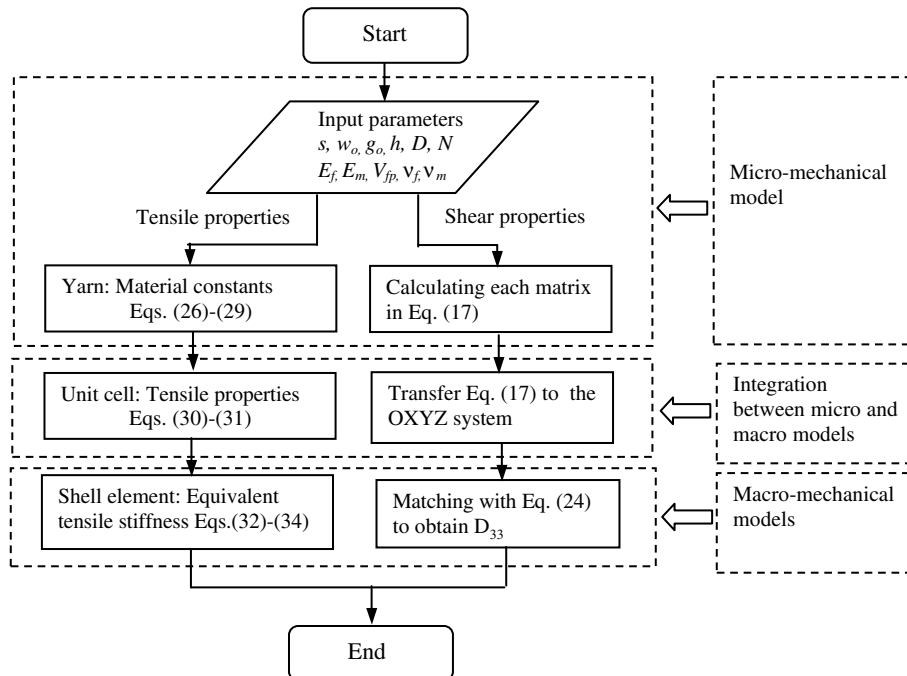 Start
Input parameters
s, wo, go, h, D, N
Ef, Em, Vfp, νf, νm
Tensile properties
Shear properties
Micro-mechanical
model
Yarn: Material constants
Eqs. (26)-(29)
Calculating each matrix
in Eq. (17)
Unit cell: Tensile properties
Eqs. (30)-(31)
Transfer Eq. (17) to the
OXYZ system
Integration
between micro and
macro models
Shell element: Equivalent
tensile stiffness Eqs.(32)-(34)
Matching with Eq. (24)
to obtain D33
Macro-mechanical
models
End